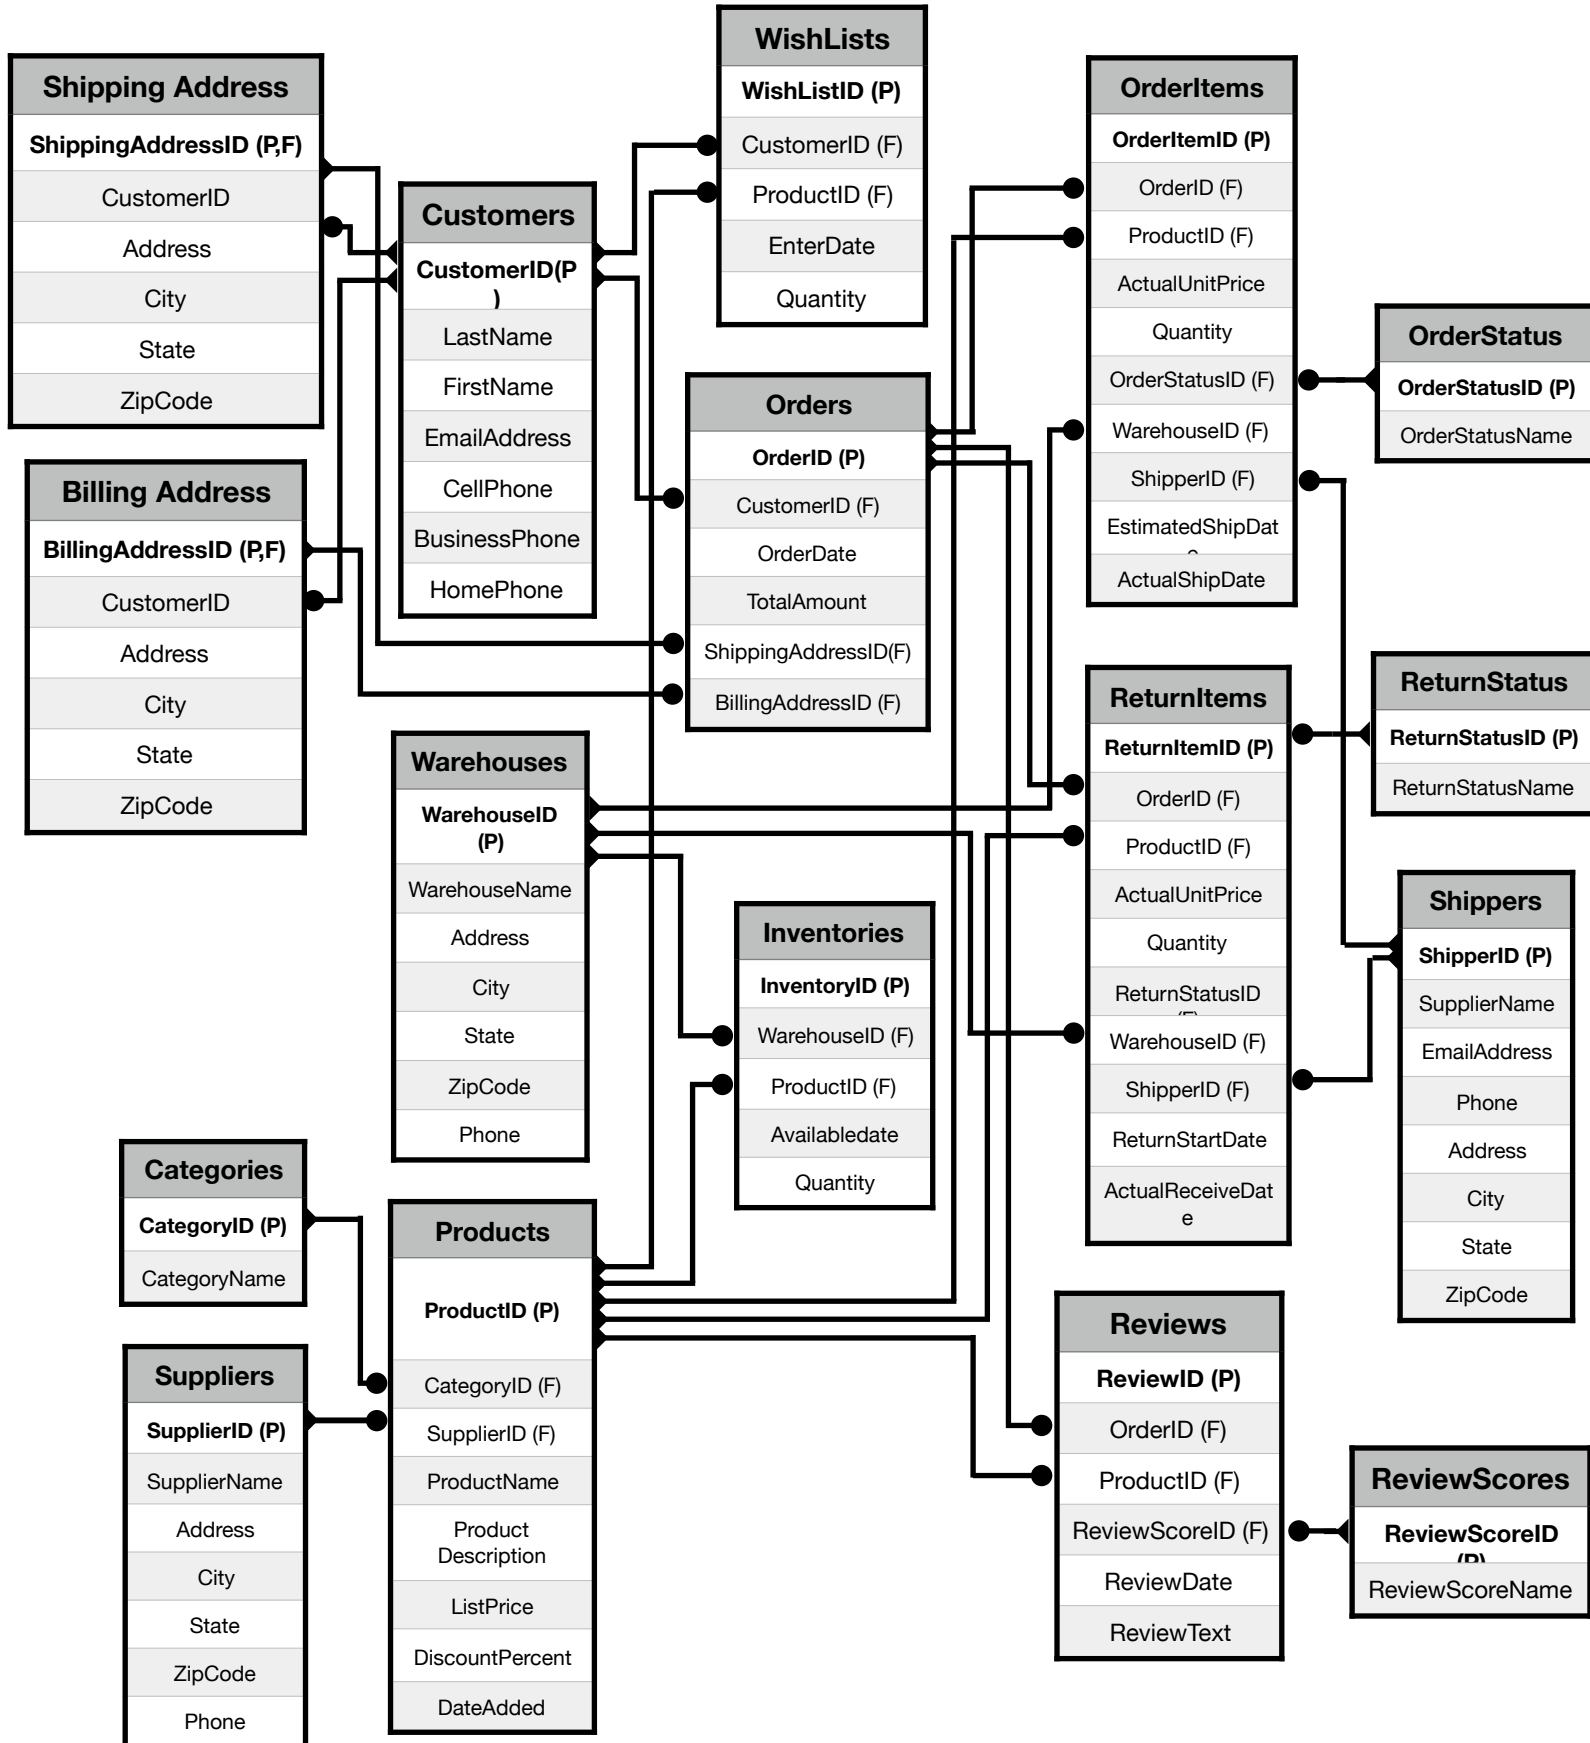 Shipping Address
ShippingAddressID (P,F)
CustomerID
Address
City
State
ZipCode
Billing Address
BillingAddressID (P,F)
CustomerID
Address
City
State
ZipCode
Customers
CustomerID(P
)
LastName
FirstName
EmailAddress
CellPhone
BusinessPhone
HomePhone
WishLists
WishListID (P)
CustomerID (F)
ProductID (F)
EnterDate
Quantity
Orders
OrderID (P)
CustomerID (F)
OrderDate
TotalAmount
ShippingAddressID(F)
BillingAddressID (F)
OrderItems
OrderItemID (P)
OrderID (F)
ProductID (F)
ActualUnitPrice
Quantity
OrderStatusID (F)
WarehouseID (F)
ShipperID (F)
EstimatedShipDat
e
ActualShipDate
OrderStatus
OrderStatusID (P)
OrderStatusName
Warehouses
WarehouseID
(P)
WarehouseName
Address
City
State
ZipCode
Phone
Inventories
InventoryID (P)
WarehouseID (F)
ProductID (F)
Availabledate
Quantity
ReturnItems
ReturnItemID (P)
OrderID (F)
ProductID (F)
ActualUnitPrice
Quantity
ReturnStatusID
(F)
WarehouseID (F)
ShipperID (F)
ReturnStartDate
ActualReceiveDat
e
ReturnStatus
ReturnStatusID (P)
ReturnStatusName
Shippers
ShipperID (P)
SupplierName
EmailAddress
Phone
Address
City
State
ZipCode
Categories
CategoryID (P)
CategoryName
Suppliers
SupplierID (P)
SupplierName
Address
City
State
ZipCode
Phone
Products
ProductID (P)
CategoryID (F)
SupplierID (F)
ProductName
Product
Description
ListPrice
DiscountPercent
DateAdded
Reviews
ReviewID (P)
OrderID (F)
ProductID (F)
ReviewScoreID (F)
ReviewDate
ReviewText
ReviewScores
ReviewScoreID
(P)
ReviewScoreName